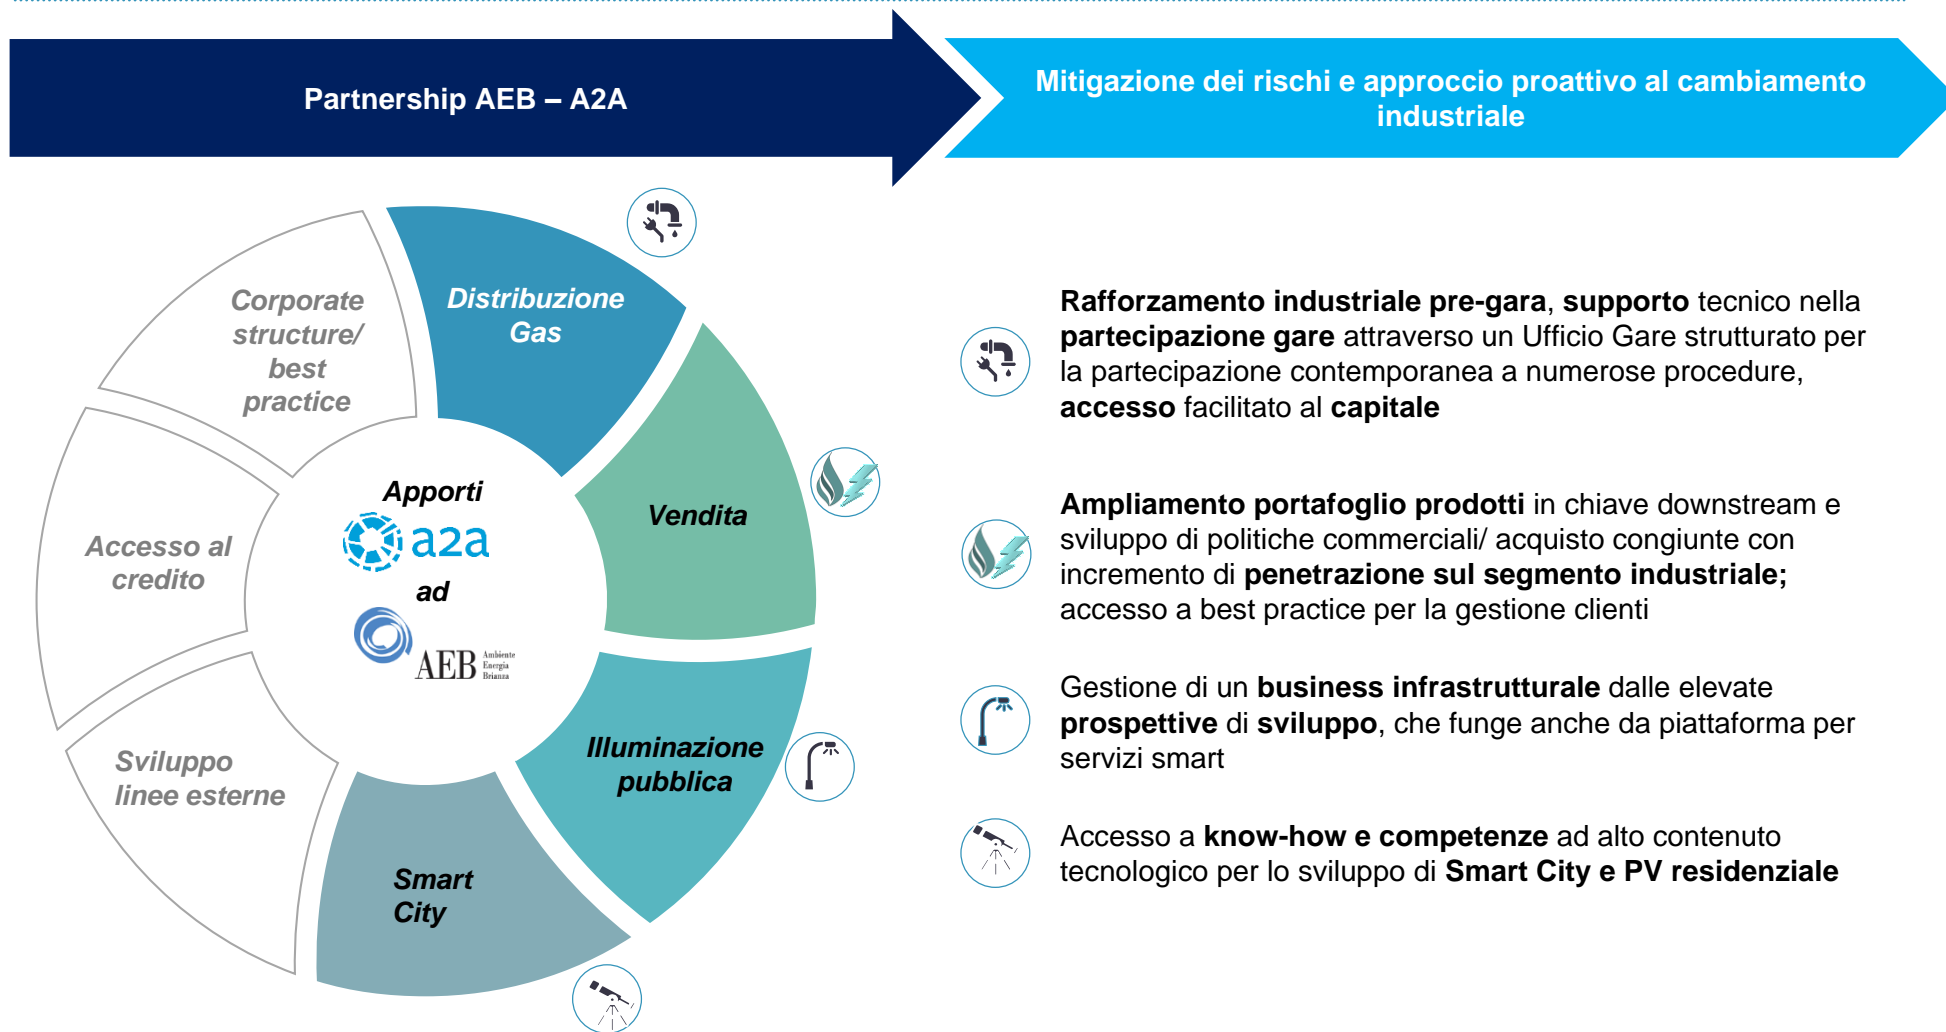 Partnership AEB – A2A
Mitigazione dei rischi e approccio proattivo al cambiamento
industriale
Corporate
structure/
best
practice
Distribuzione
Gas
Vendita
Illuminazione
pubblica
Smart
City
Sviluppo
linee esterne
Accesso al
credito
Apporti
a2a
ad
AEB
Ambiente
Energia
Brianza
Rafforzamento industriale pre-gara, supporto tecnico nella
partecipazione gare attraverso un Ufficio Gare strutturato per
la partecipazione contemporanea a numerose procedure,
accesso facilitato al capitale
Ampliamento portafoglio prodotti in chiave downstream e
sviluppo di politiche commerciali/ acquisto congiunte con
incremento di penetrazione sul segmento industriale;
accesso a best practice per la gestione clienti
Gestione di un business infrastrutturale dalle elevate
prospettive di sviluppo, che funge anche da piattaforma per
servizi smart
Accesso a know-how e competenze ad alto contenuto
tecnologico per lo sviluppo di Smart City e PV residenziale